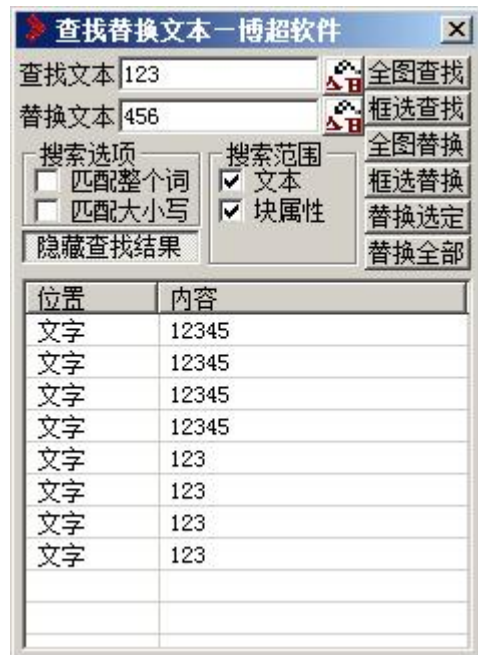 查找替换文本－博超软件
查找文本 123
全图查找
替换文本 456
框选查找
搜索选项
搜索范围
全图替换
匹配整个词
文本
框选替换
匹配大小写
块属性
替换选定
隐藏查找结果
替换全部
位置 内容
文字 12345
文字 12345
文字 12345
文字 12345
文字 123
文字 123
文字 123
文字 123